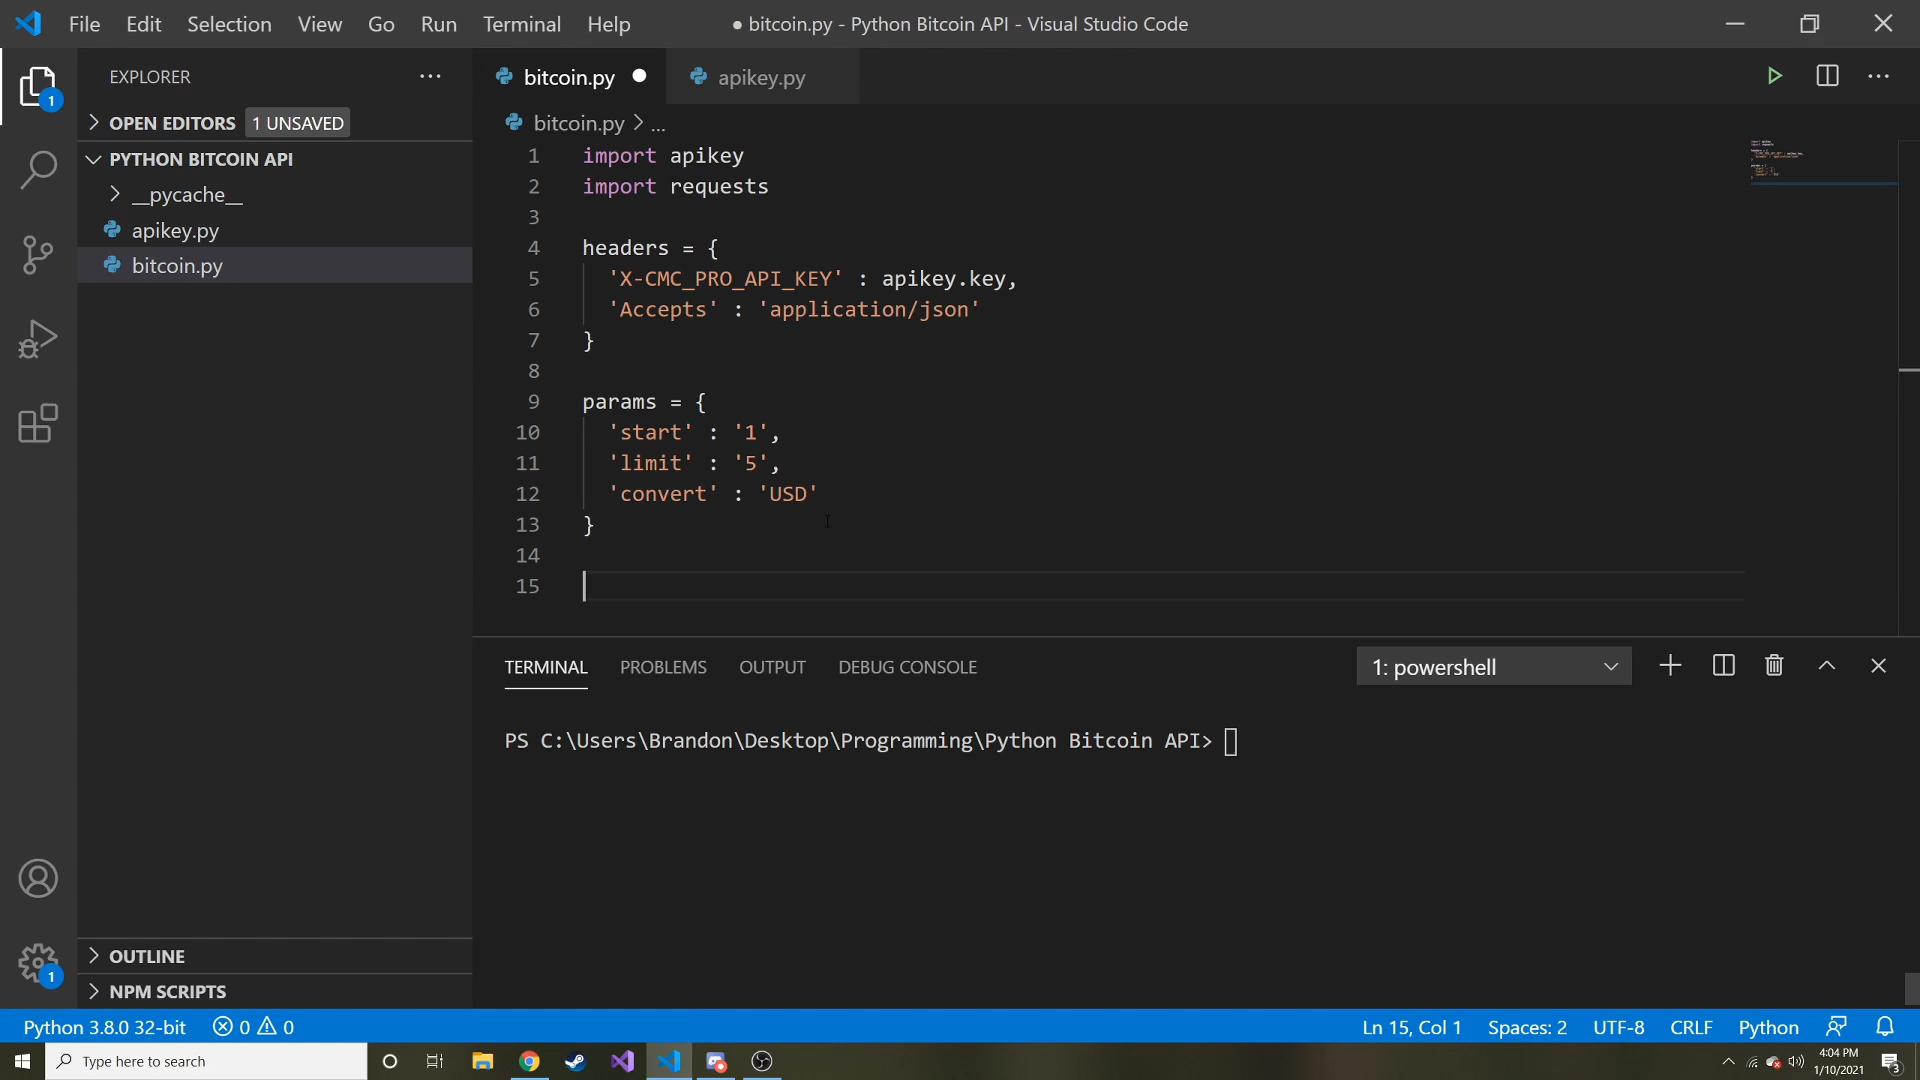 File Edit Selection View Go Run Terminal Help
● bitcoin.py - Python Bitcoin API - Visual Studio Code
EXPLORER
OPEN EDITORS 1 UNSAVED
PYTHON BITCOIN API
__pycache__
apikey.py
bitcoin.py
OUTLINE
NPM SCRIPTS
1
1
bitcoin.py
apikey.py
bitcoin.py > ...
1 import apikey
2 import requests
3
4 headers = {
5 'X-CMC_PRO_API_KEY' : apikey.key,
6 'Accepts' : 'application/json'
7 }
8
9 params = {
10 'start' : '1',
11 'limit' : '5',
12 'convert' : 'USD'
13 }
14
15
TERMINAL PROBLEMS OUTPUT DEBUG CONSOLE
1: powershell
PS C:\Users\Brandon\Desktop\Programming\Python Bitcoin API>
Python 3.8.0 32-bit 0 0
Ln 15, Col 1 Spaces: 2 UTF-8 CRLF Python
Type here to search
4:04 PM
1/10/2021
3